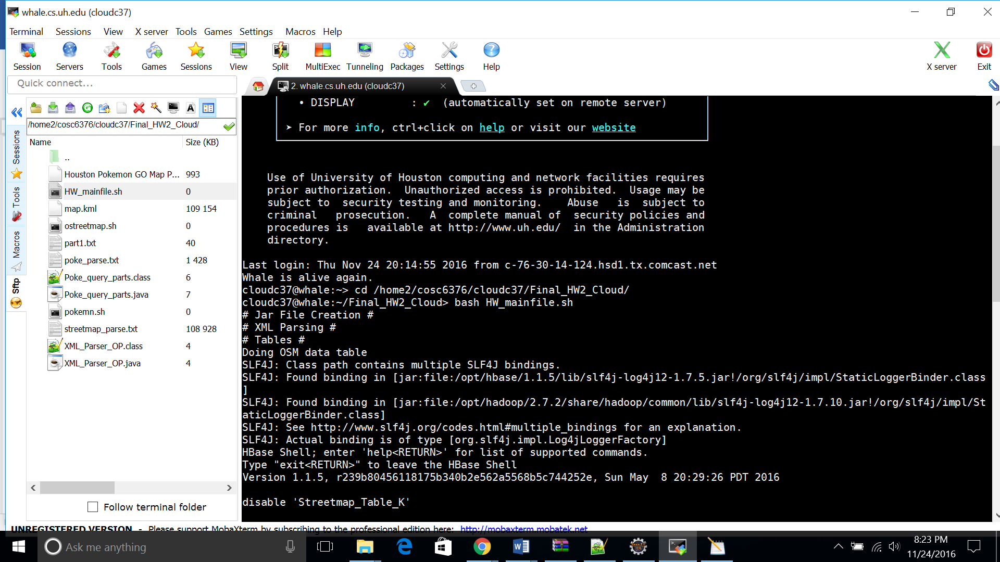 whale.cs.uh.edu (cloudc37)
Terminal Sessions View X server Tools Games Settings Macros Help
Session Servers Tools Games Sessions View Split MultiExec Tunneling Packages Settings Help X server Exit
Quick connect...
2. whale.cs.uh.edu (cloudc37)
/home2/cosc6376/cloudc37/Final_HW2_Cloud/
Name Size (KB)
..
Houston Pokemon GO Map P... 993
HW_mainfile.sh 0
map.kml 109 154
ostreetmap.sh 0
part1.txt 40
poke_parse.txt 1 428
Poke_query_parts.class 6
Poke_query_parts.java 7
pokemn.sh 0
streetmap_parse.txt 108 928
XML_Parser_OP.class 4
XML_Parser_OP.java 4
Sessions
Tools
Macros
Sftp
Follow terminal folder
• DISPLAY : ✔ (automatically set on remote server)
➤ For more info, ctrl+click on help or visit our website
Use of University of Houston computing and network facilities requires
prior authorization. Unauthorized access is prohibited. Usage may be
subject to security testing and monitoring. Abuse is subject to
criminal prosecution. A complete manual of security policies and
procedures is available at http://www.uh.edu/ in the Administration
directory.
Last login: Thu Nov 24 20:14:55 2016 from c-76-30-14-124.hsd1.tx.comcast.net
Whale is alive again.
cloudc37@whale:~> cd /home2/cosc6376/cloudc37/Final_HW2_Cloud/
cloudc37@whale:~/Final_HW2_Cloud> bash HW_mainfile.sh
# Jar File Creation #
# XML Parsing #
# Tables #
Doing OSM data table
SLF4J: Class path contains multiple SLF4J bindings.
SLF4J: Found binding in [jar:file:/opt/hbase/1.1.5/lib/slf4j-log4j12-1.7.5.jar!/org/slf4j/impl/StaticLoggerBinder.class
]
SLF4J: Found binding in [jar:file:/opt/hadoop/2.7.2/share/hadoop/common/lib/slf4j-log4j12-1.7.10.jar!/org/slf4j/impl/St
aticLoggerBinder.class]
SLF4J: See http://www.slf4j.org/codes.html#multiple_bindings for an explanation.
SLF4J: Actual binding is of type [org.slf4j.impl.Log4jLoggerFactory]
HBase Shell; enter 'help<RETURN>' for list of supported commands.
Type "exit<RETURN>" to leave the HBase Shell
Version 1.1.5, r239b80456118175b340b2e562a5568b5c744252e, Sun May  8 20:29:26 PDT 2016
disable 'Streetmap_Table_K'
UNREGISTERED VERSION - Please support MobaXterm by subscribing to the professional edition here: http://mobaxterm.mobatek.net
Ask me anything
8:23 PM
11/24/2016